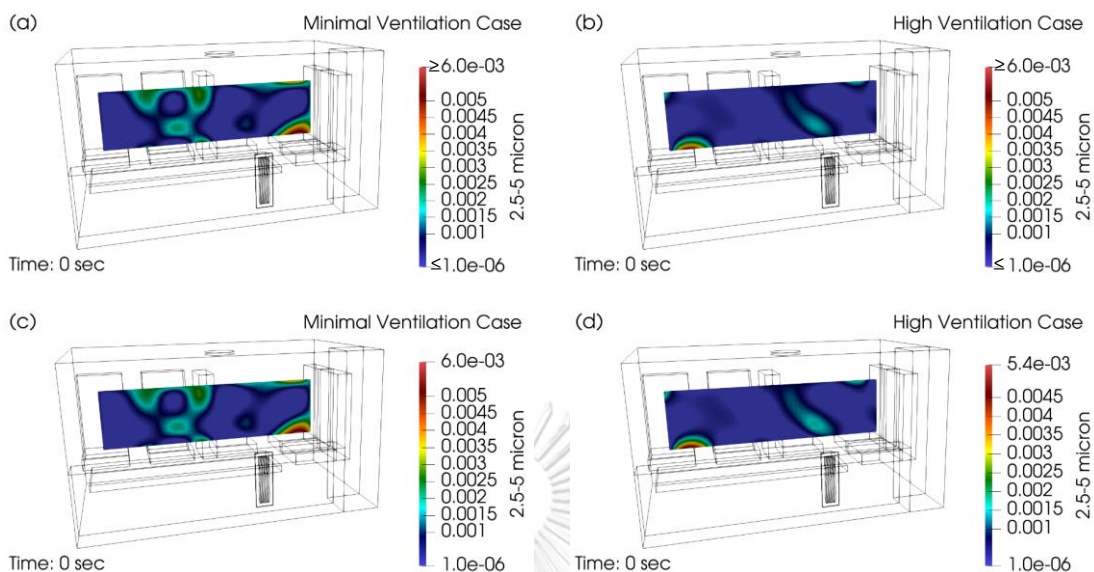 (a)
Minimal Ventilation Case
≥6.0e-03
0.005
0.0045
0.004
0.0035
0.003
0.0025
0.002
0.0015
0.001
≤1.0e-06
2.5-5 micron
Time: 0 sec
(b)
High Ventilation Case
≥6.0e-03
0.005
0.0045
0.004
0.0035
0.003
0.0025
0.002
0.0015
0.001
≤1.0e-06
2.5-5 micron
Time: 0 sec
(c)
Minimal Ventilation Case
6.0e-03
0.005
0.0045
0.004
0.0035
0.003
0.0025
0.002
0.0015
0.001
1.0e-06
2.5-5 micron
Time: 0 sec
(d)
High Ventilation Case
5.4e-03
0.0045
0.004
0.0035
0.003
0.0025
0.002
0.0015
0.001
1.0e-06
2.5-5 micron
Time: 0 sec